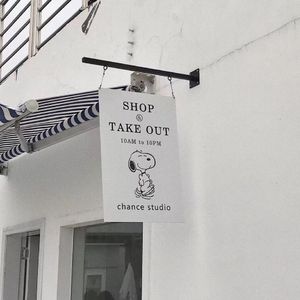 SHOP
&
TAKE OUT
10AM to 10PM
chance studio